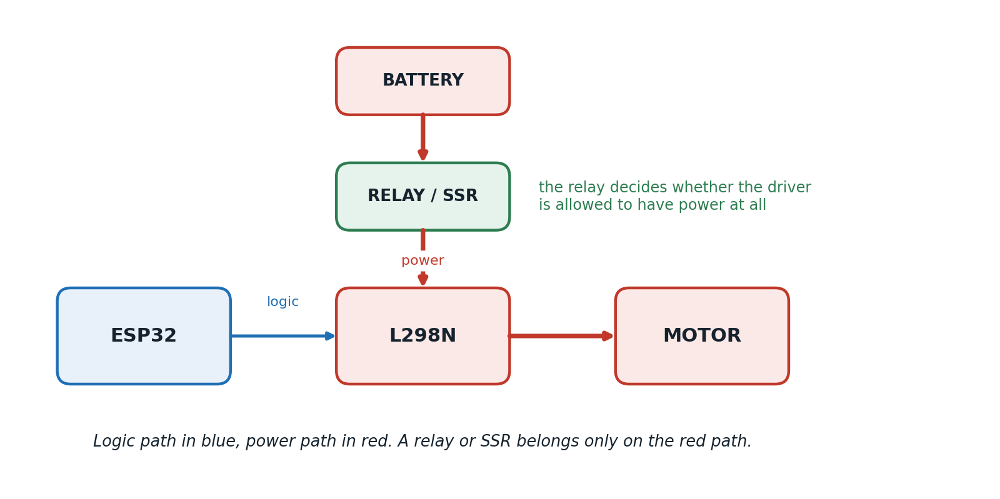 BATTERY
RELAY / SSR
the relay decides whether the driver
is allowed to have power at all
power
logic
ESP32
L298N
MOTOR
Logic path in blue, power path in red. A relay or SSR belongs only on the red path.